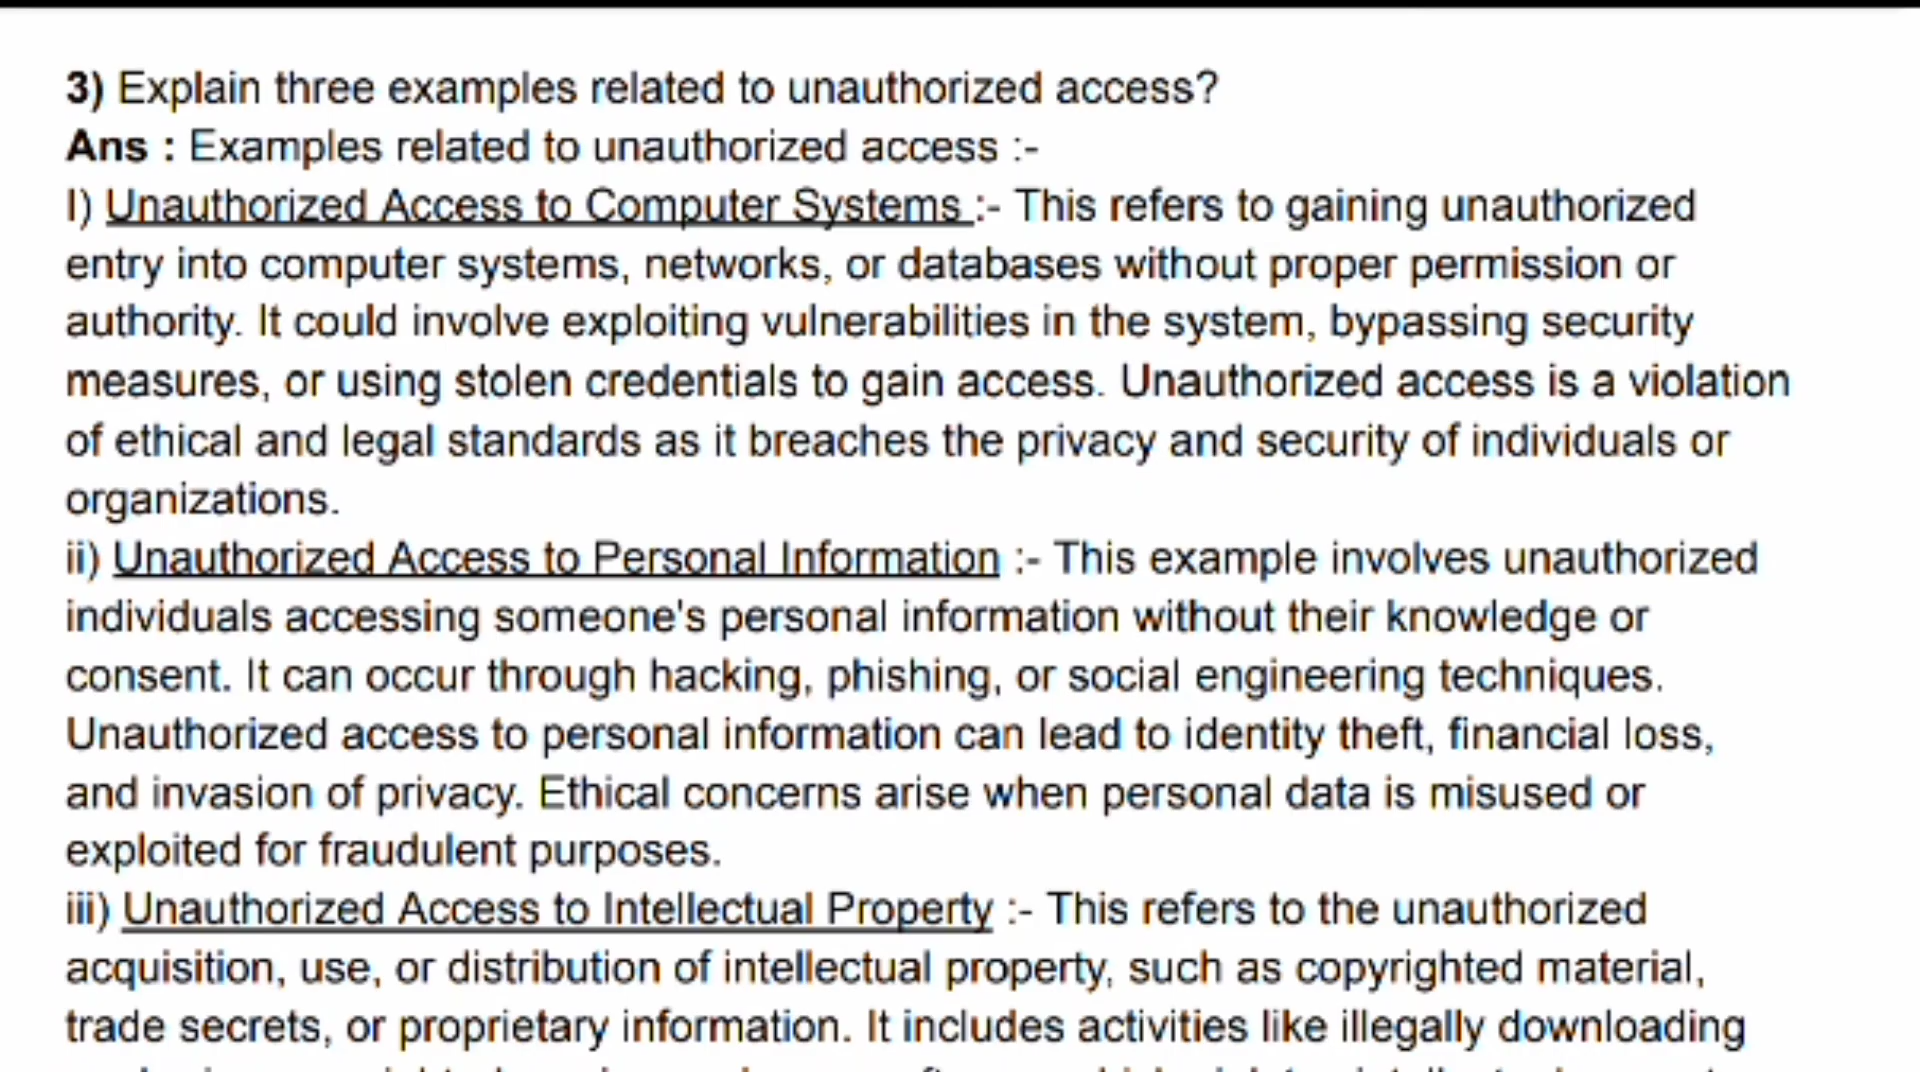 3) Explain three examples related to unauthorized access?
Ans : Examples related to unauthorized access :-
I) Unauthorized Access to Computer Systems :- This refers to gaining unauthorized
entry into computer systems, networks, or databases without proper permission or
authority. It could involve exploiting vulnerabilities in the system, bypassing security
measures, or using stolen credentials to gain access. Unauthorized access is a violation
of ethical and legal standards as it breaches the privacy and security of individuals or
organizations.
ii) Unauthorized Access to Personal Information :- This example involves unauthorized
individuals accessing someone's personal information without their knowledge or
consent. It can occur through hacking, phishing, or social engineering techniques.
Unauthorized access to personal information can lead to identity theft, financial loss,
and invasion of privacy. Ethical concerns arise when personal data is misused or
exploited for fraudulent purposes.
iii) Unauthorized Access to Intellectual Property :- This refers to the unauthorized
acquisition, use, or distribution of intellectual property, such as copyrighted material,
trade secrets, or proprietary information. It includes activities like illegally downloading